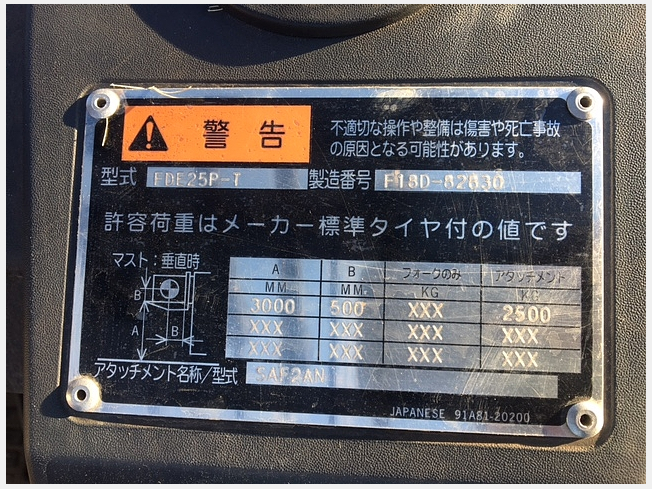 警告
不適切な操作や整備は傷害や死亡事故
の原因となる可能性があります。
型式 FDE25P-T 製造番号 F18D-82630
許容荷重はメーカー標準タイヤ付の値です
マスト：垂直時
B
A
B
A B フォークのみ アタッチメント
MM MM KG KG
3000 500 XXX 2500
XXX XXX XXX XXX
XXX XXX XXX XXX
アタッチメント名称/型式 SAF2AN
JAPANESE 91A81-20200